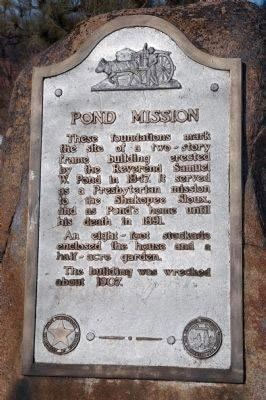 POND MISSION
These foundations mark
the site of a two-story
frame building erected
by the Reverend Samuel
W. Pond in 1847. It served
as a Presbyterian mission
to the Shakopee Sioux,
and as Pond's home until
his death in 1891.
An eight-foot stockade
enclosed the house and a
half-acre garden.
The building was wrecked
about 1907.